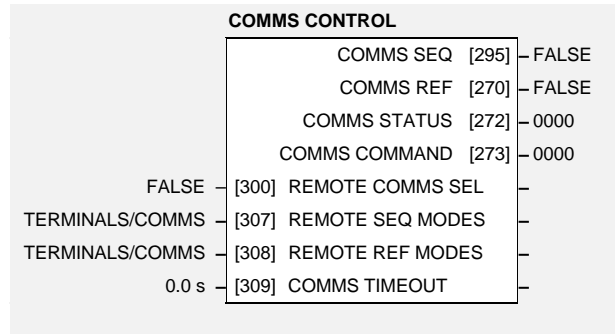 COMMS CONTROL
COMMS SEQ [295] – FALSE
COMMS REF [270] – FALSE
COMMS STATUS [272] – 0000
COMMS COMMAND [273] – 0000
FALSE – [300] REMOTE COMMS SEL –
TERMINALS/COMMS – [307] REMOTE SEQ MODES –
TERMINALS/COMMS – [308] REMOTE REF MODES –
0.0 s – [309] COMMS TIMEOUT –